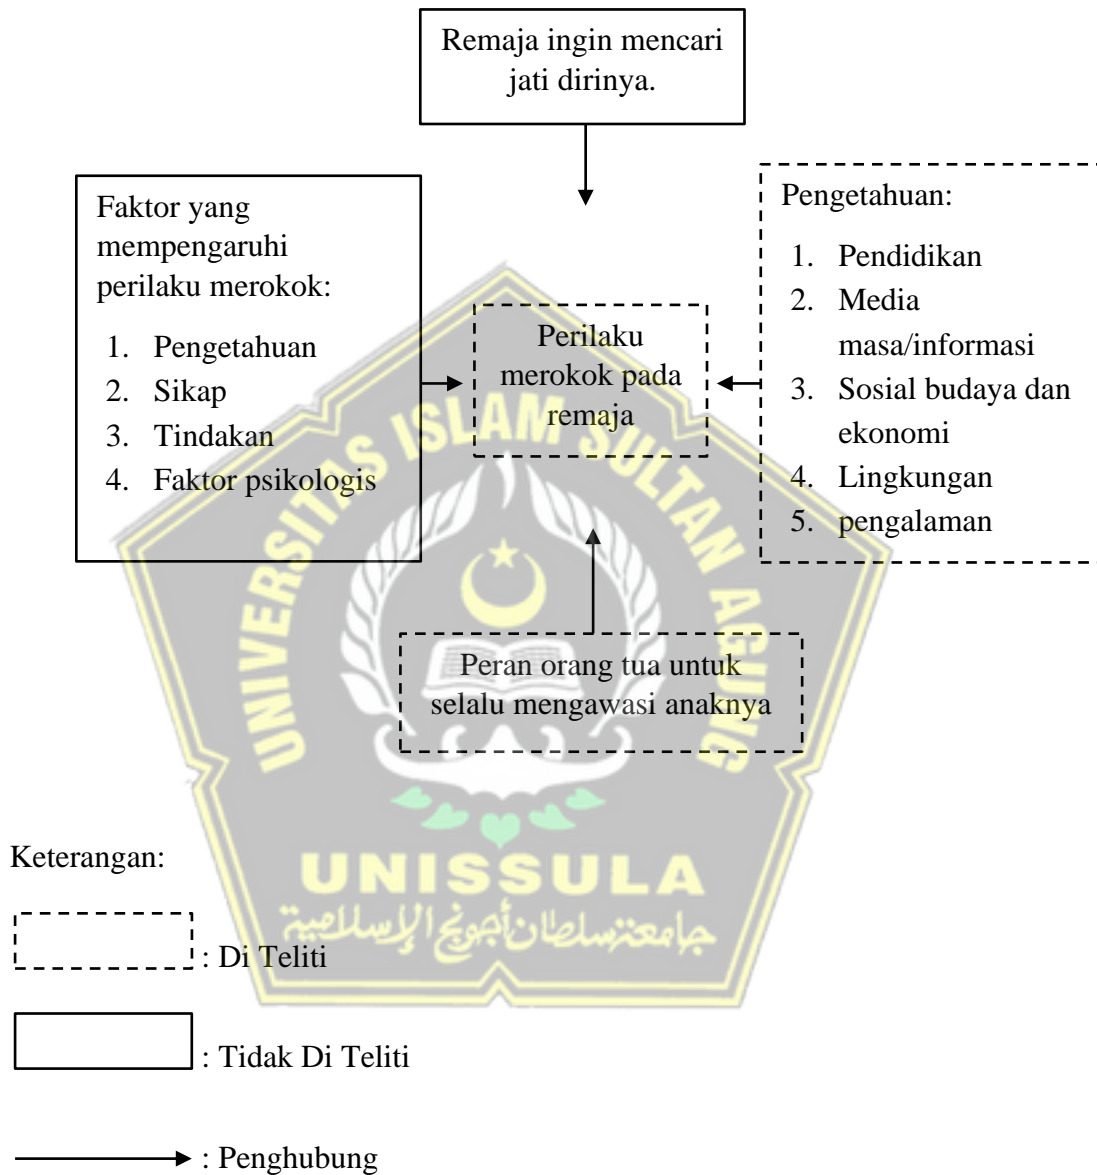 Remaja ingin mencari
jati dirinya.
Faktor yang
mempengaruhi
perilaku merokok:
1. Pengetahuan
2. Sikap
3. Tindakan
4. Faktor psikologis
Perilaku
merokok pada
remaja
Pengetahuan:
1. Pendidikan
2. Media
masa/informasi
3. Sosial budaya dan
ekonomi
4. Lingkungan
5. pengalaman
Peran orang tua untuk
selalu mengawasi anaknya
UNIVERSITAS ISLAM SULTAN AGUNG
UNISSULA
جامعة سلطان أجونج الإسلامية
Keterangan:
: Di Teliti
: Tidak Di Teliti
: Penghubung